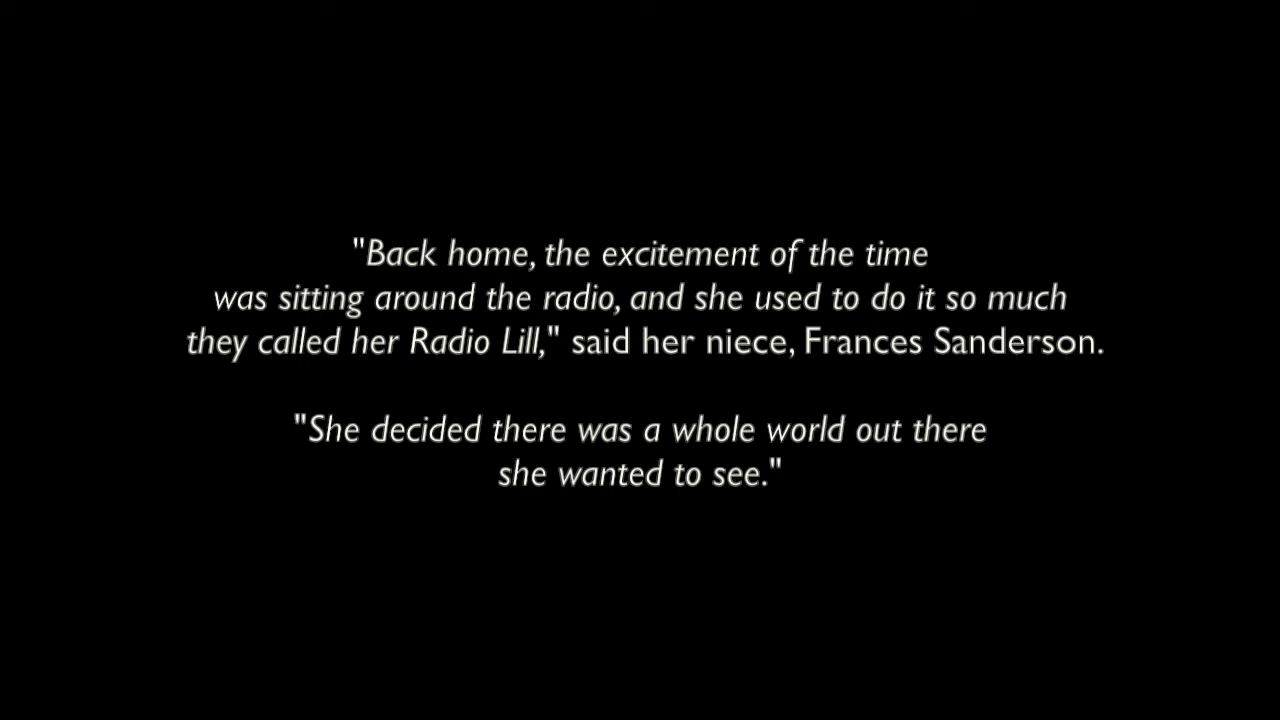 "Back home, the excitement of the time
was sitting around the radio, and she used to do it so much
they called her Radio Lill," said her niece, Frances Sanderson.
"She decided there was a whole world out there
she wanted to see."